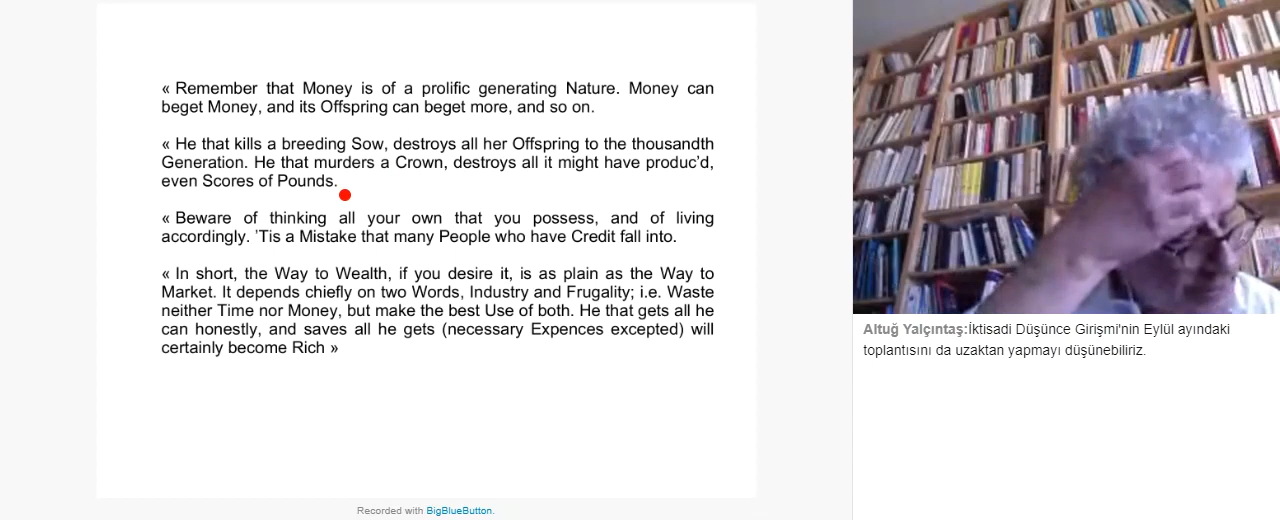 « Remember that Money is of a prolific generating Nature. Money can
beget Money, and its Offspring can beget more, and so on.
« He that kills a breeding Sow, destroys all her Offspring to the thousandth
Generation. He that murders a Crown, destroys all it might have produc’d,
even Scores of Pounds.
« Beware of thinking all your own that you possess, and of living
accordingly. ’Tis a Mistake that many People who have Credit fall into.
« In short, the Way to Wealth, if you desire it, is as plain as the Way to
Market. It depends chiefly on two Words, Industry and Frugality; i.e. Waste
neither Time nor Money, but make the best Use of both. He that gets all he
can honestly, and saves all he gets (necessary Expences excepted) will
certainly become Rich »
Recorded with BigBlueButton.
Altuğ Yalçıntaş:İktisadi Düşünce Girişmi'nin Eylül ayındaki
toplantısını da uzaktan yapmayı düşünebiliriz.